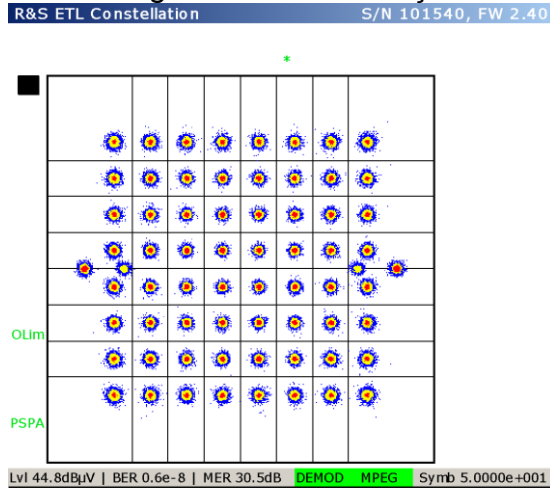 R&S ETL Constellation S/N 101540, FW 2.40
*
OLim
PSPA
Lvl 44.8dBµV | BER 0.6e-8 | MER 30.5dB DEMOD MPEG Symb 5.0000e+001